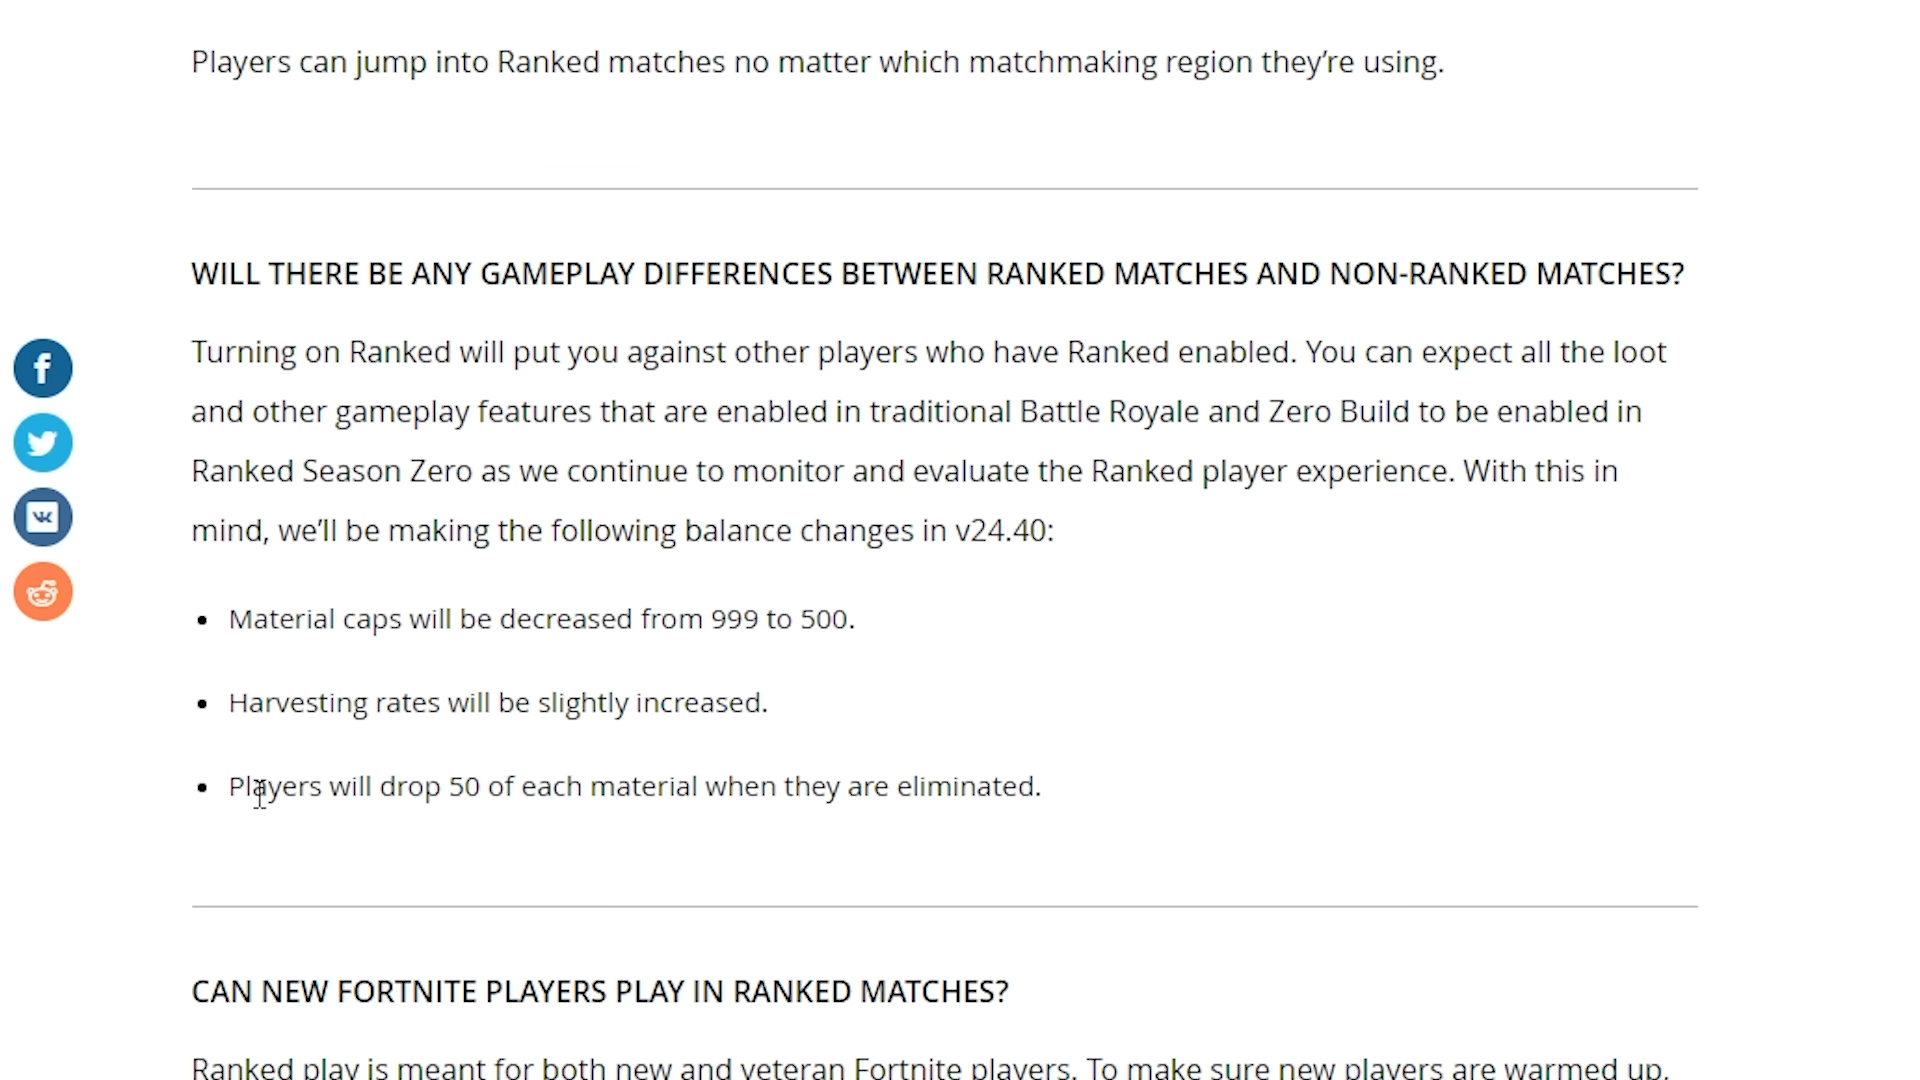 Players can jump into Ranked matches no matter which matchmaking region they’re using.
WILL THERE BE ANY GAMEPLAY DIFFERENCES BETWEEN RANKED MATCHES AND NON-RANKED MATCHES?
Turning on Ranked will put you against other players who have Ranked enabled. You can expect all the loot
and other gameplay features that are enabled in traditional Battle Royale and Zero Build to be enabled in
Ranked Season Zero as we continue to monitor and evaluate the Ranked player experience. With this in
mind, we’ll be making the following balance changes in v24.40:
• Material caps will be decreased from 999 to 500.
• Harvesting rates will be slightly increased.
• Players will drop 50 of each material when they are eliminated.
CAN NEW FORTNITE PLAYERS PLAY IN RANKED MATCHES?
Ranked play is meant for both new and veteran Fortnite players. To make sure new players are warmed up,